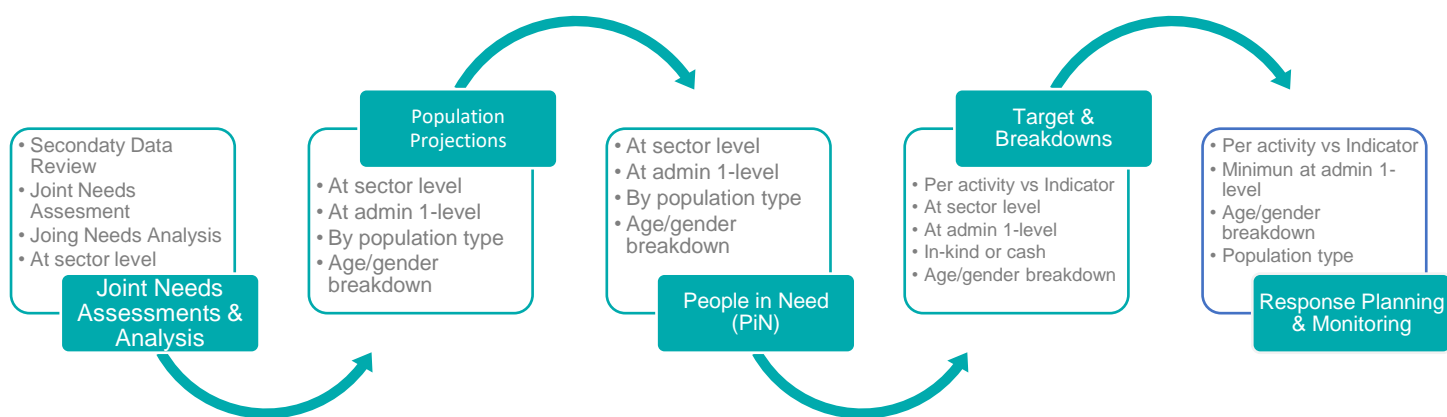 • Secondaty Data
Review
• Joint Needs
Assesment
• Joing Needs Analysis
• At sector level
Joint Needs
Assessments &
Analysis
Population
Projections
• At sector level
• At admin 1-level
• By population type
• Age/gender
breakdown
• At sector level
• At admin 1-level
• By population type
• Age/gender
breakdown
People in Need
(PiN)
Target &
Breakdowns
• Per activity vs Indicator
• At sector level
• At admin 1-level
• In-kind or cash
• Age/gender breakdown
• Per activity vs Indicator
• Minimun at admin 1-
level
• Age/gender
breakdown
• Population type
Response Planning
& Monitoring